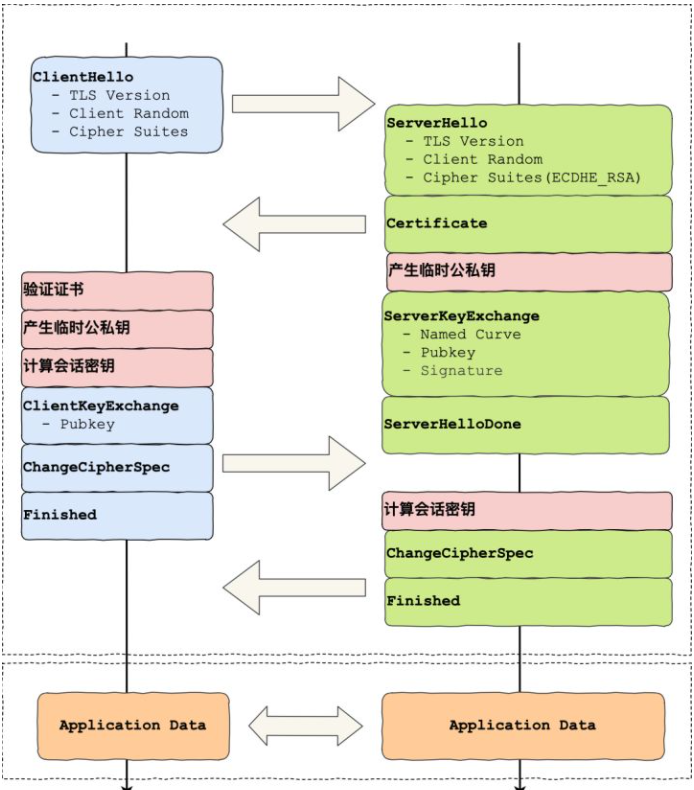 ClientHello
- TLS Version
- Client Random
- Cipher Suites
ServerHello
- TLS Version
- Client Random
- Cipher Suites(ECDHE_RSA)
Certificate
产生临时公私钥
ServerKeyExchange
- Named Curve
- Pubkey
- Signature
ServerHelloDone
验证证书
产生临时公私钥
计算会话密钥
ClientKeyExchange
- Pubkey
ChangeCipherSpec
Finished
计算会话密钥
ChangeCipherSpec
Finished
Application Data
Application Data